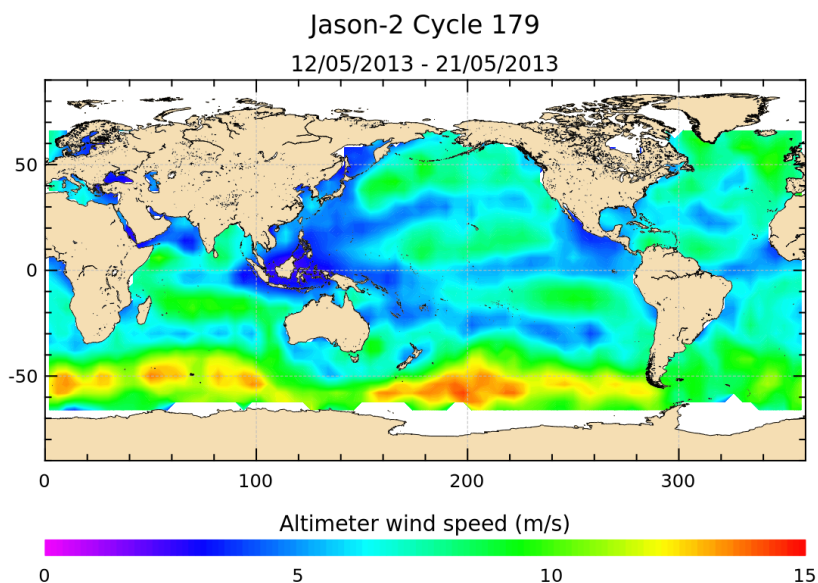 Jason-2 Cycle 179
12/05/2013 - 21/05/2013
50
0
-50
0 100 200 300
Altimeter wind speed (m/s)
0 5 10 15